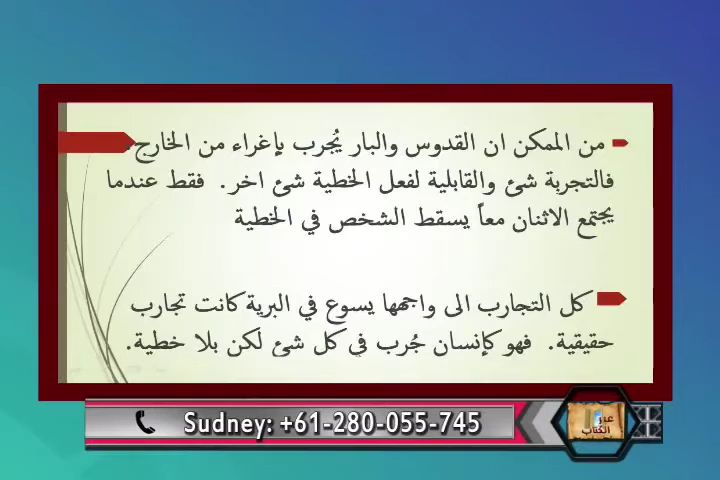 من الممكن ان القدوس والبار يُجرب بإغراء من الخارج.
فالتجربة شئ والقابلية لفعل الخطية شئ اخر. فقط عندما
يجتمع الاثنان معاً يسقط الشخص في الخطية
كل التجارب الى واجهها يسوع في البرية كانت تجارب
حقيقية. فهو كإنسان جُرب في كل شئ لكن بلا خطية.
Sudney: +61-280-055-745
عبر
الكتاب